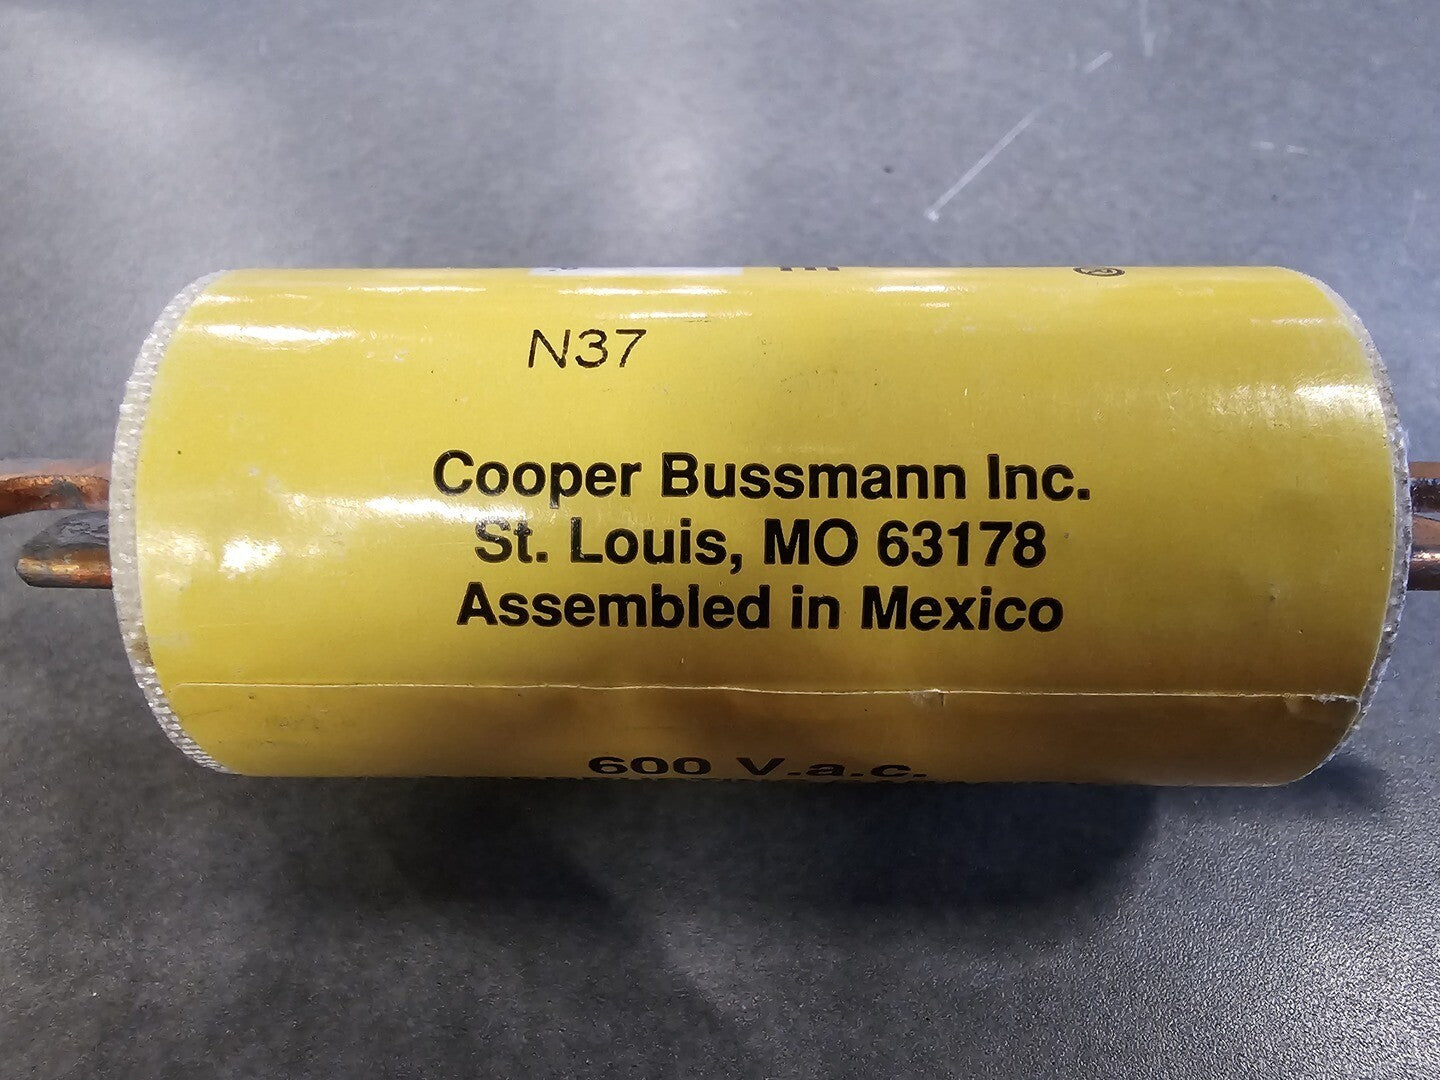 N37
Cooper Bussmann Inc.
St. Louis, MO 63178
Assembled in Mexico
600 V.a.c.